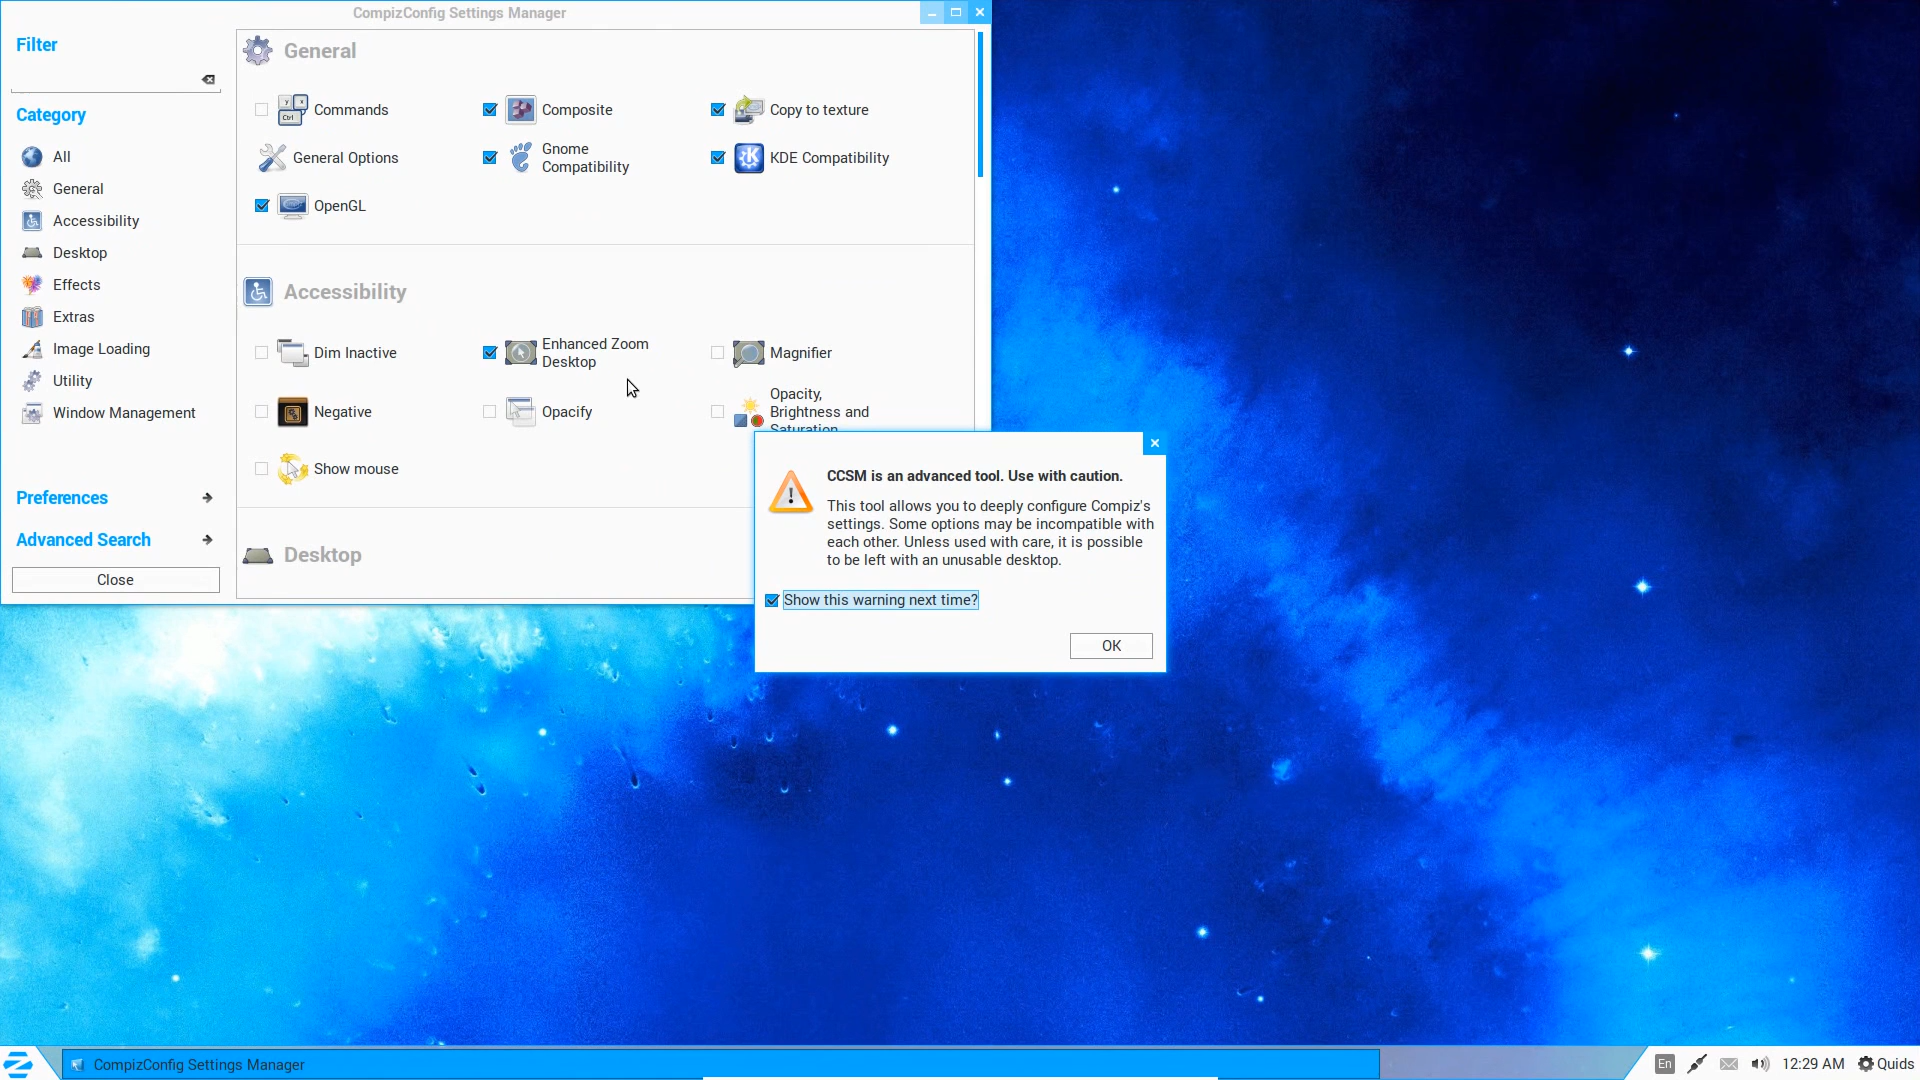 CompizConfig Settings Manager
Filter
Category
All
General
Accessibility
Desktop
Effects
Extras
Image Loading
Utility
Window Management
Preferences
Advanced Search
Close
General
Commands
Composite
Copy to texture
General Options
Gnome
Compatibility
KDE Compatibility
OpenGL
Accessibility
Dim Inactive
Enhanced Zoom
Desktop
Magnifier
Negative
Opacify
Opacity,
Brightness and
Saturation
Show mouse
Desktop
CCSM is an advanced tool. Use with caution.
This tool allows you to deeply configure Compiz's
settings. Some options may be incompatible with
each other. Unless used with care, it is possible
to be left with an unusable desktop.
Show this warning next time?
OK
CompizConfig Settings Manager
En
12:29 AM
Quids